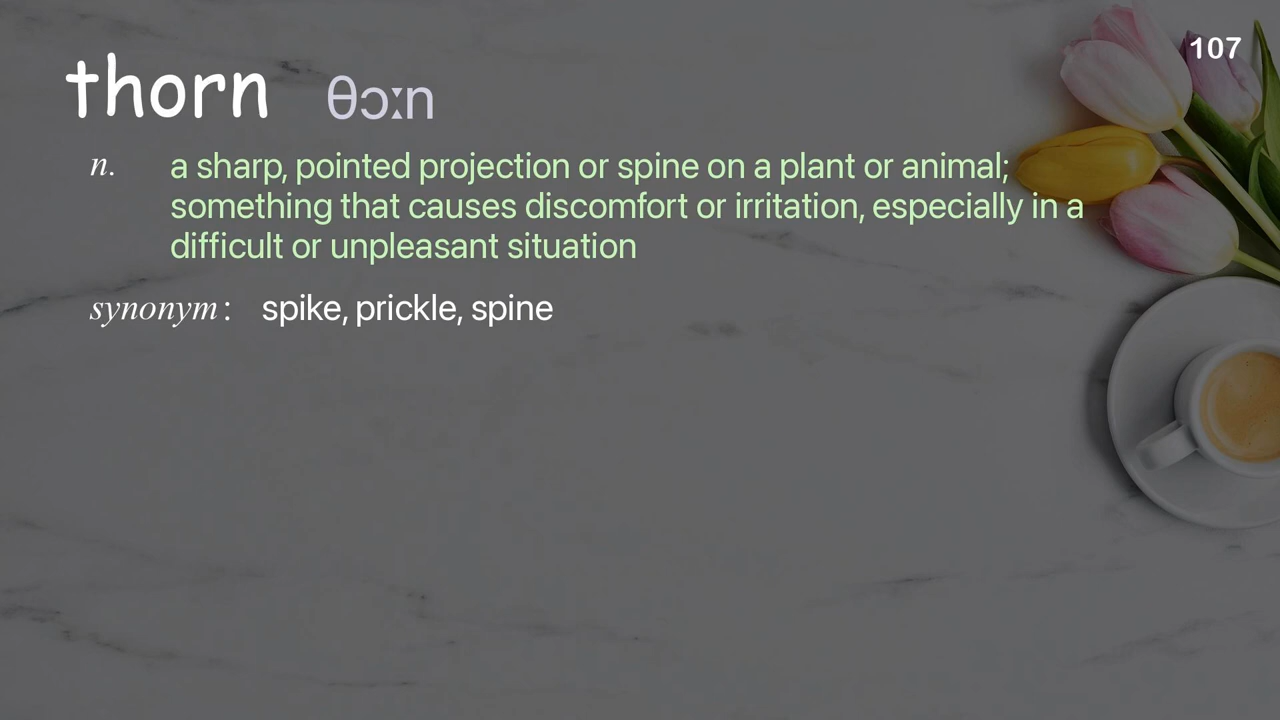 107
thorn θɔːn
n. a sharp, pointed projection or spine on a plant or animal;
something that causes discomfort or irritation, especially in a
difficult or unpleasant situation
synonym: spike, prickle, spine